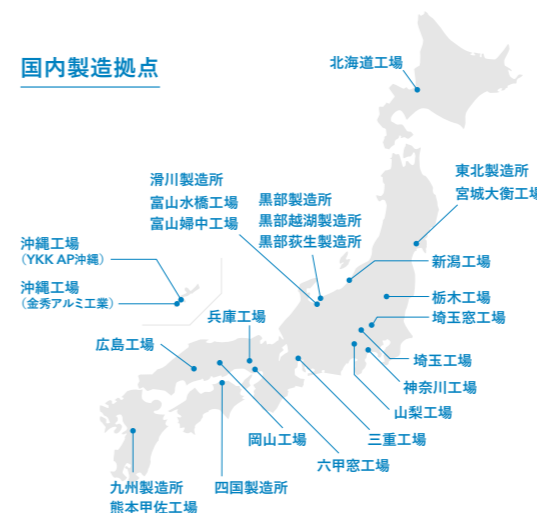 国内製造拠点
北海道工場
東北製造所
宮城大衡工場
滑川製造所
富山水橋工場
富山婦中工場
黒部製造所
黒部越湖製造所
黒部荻生製造所
沖縄工場
(YKK AP沖縄)
沖縄工場
(金秀アルミ工業)
新潟工場
栃木工場
埼玉窓工場
兵庫工場
広島工場
埼玉工場
神奈川工場
山梨工場
岡山工場
三重工場
六甲窓工場
九州製造所
熊本甲佐工場
四国製造所